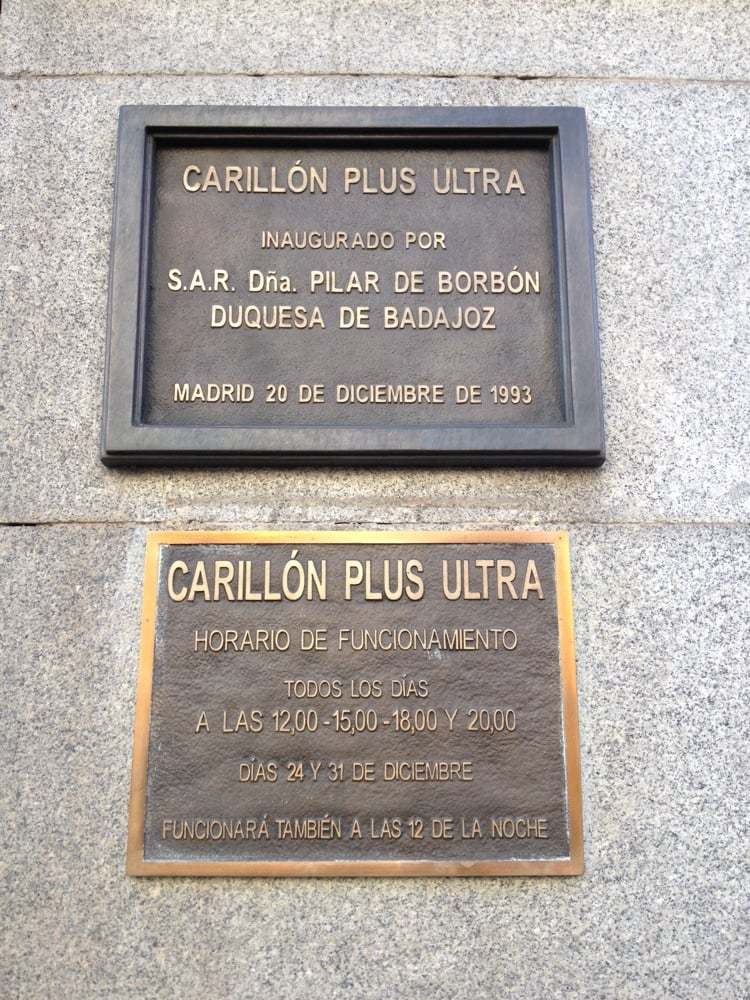 CARILLÓN PLUS ULTRA
INAUGURADO POR
S.A.R. Dña. PILAR DE BORBÓN
DUQUESA DE BADAJOZ
MADRID 20 DE DICIEMBRE DE 1993
CARILLÓN PLUS ULTRA
HORARIO DE FUNCIONAMIENTO
TODOS LOS DÍAS
A LAS 12,00 -15,00 -18,00 Y 20,00
DÍAS 24 Y 31 DE DICIEMBRE
FUNCIONARÁ TAMBIÉN A LAS 12 DE LA NOCHE